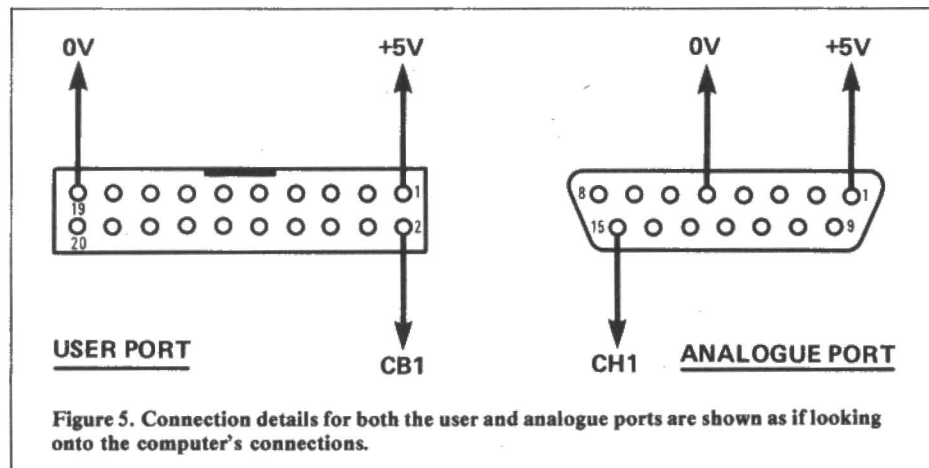 0V +5V 0V +5V
1 8 1
19
20 2 15 9
USER PORT CB1 CH1 ANALOGUE PORT
Figure 5. Connection details for both the user and analogue ports are shown as if looking
onto the computer's connections.